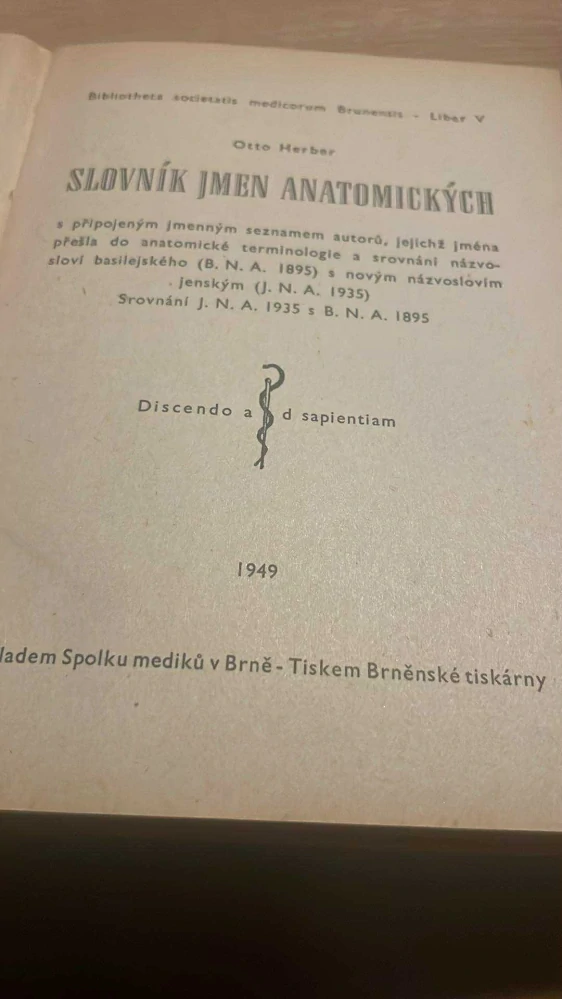 Bibliotheca societatis medicorum Brunensis - Liber V
Otto Herber
SLOVNÍK JMEN ANATOMICKÝCH
s připojeným jmenným seznamem autorů, jejichž jména
přešla do anatomické terminologie a srovnání názvo-
sloví basilejského (B. N. A. 1895) s novým názvoslovím
jenským (J. N. A. 1935)
Srovnání J. N. A. 1935 s B. N. A. 1895
Discendo ad sapientiam
1949
ladem Spolku mediků v Brně - Tiskem Brněnské tiskárny